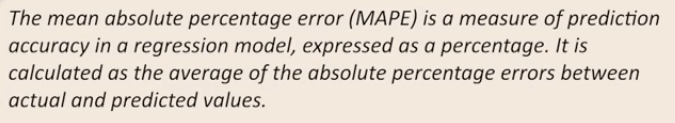 The mean absolute percentage error (MAPE) is a measure of prediction
accuracy in a regression model, expressed as a percentage. It is
calculated as the average of the absolute percentage errors between
actual and predicted values.